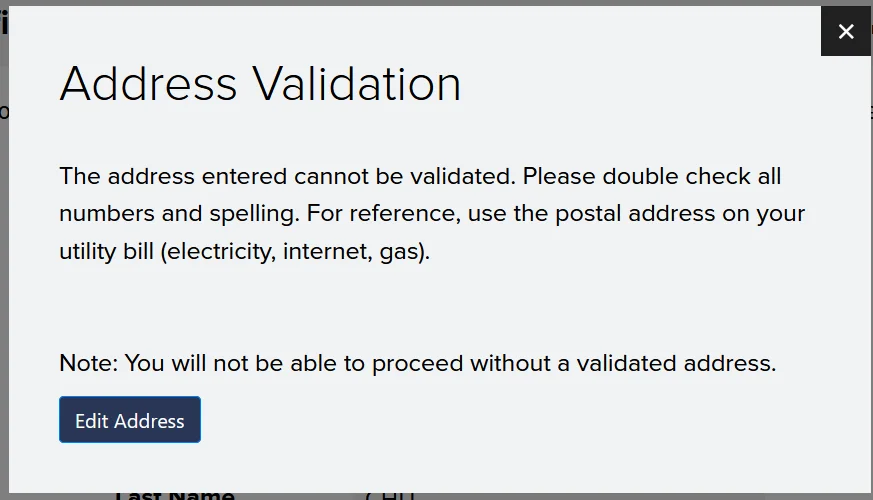 Address Validation
The address entered cannot be validated. Please double check all
numbers and spelling. For reference, use the postal address on your
utility bill (electricity, internet, gas).
Note: You will not be able to proceed without a validated address.
Edit Address
Last Name